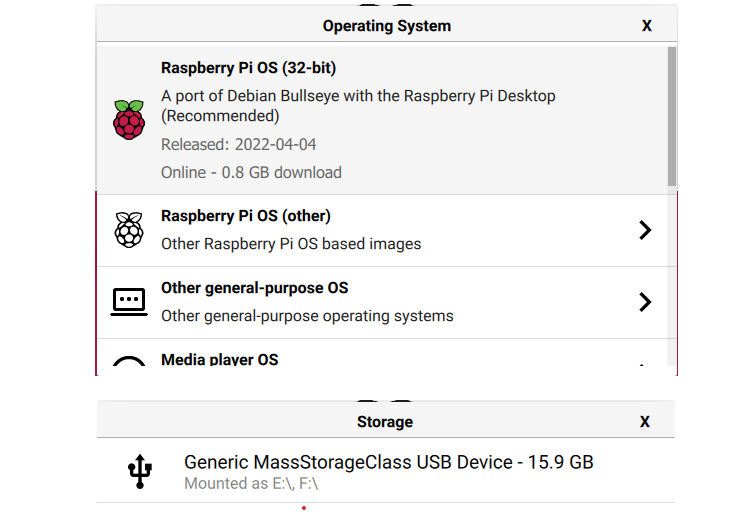 Operating System X
Raspberry Pi OS (32-bit)
A port of Debian Bullseye with the Raspberry Pi Desktop
(Recommended)
Released: 2022-04-04
Online - 0.8 GB download
Raspberry Pi OS (other)
Other Raspberry Pi OS based images
Other general-purpose OS
Other general-purpose operating systems
Media player OS
Storage X
Generic MassStorageClass USB Device - 15.9 GB
Mounted as E:\, F:\